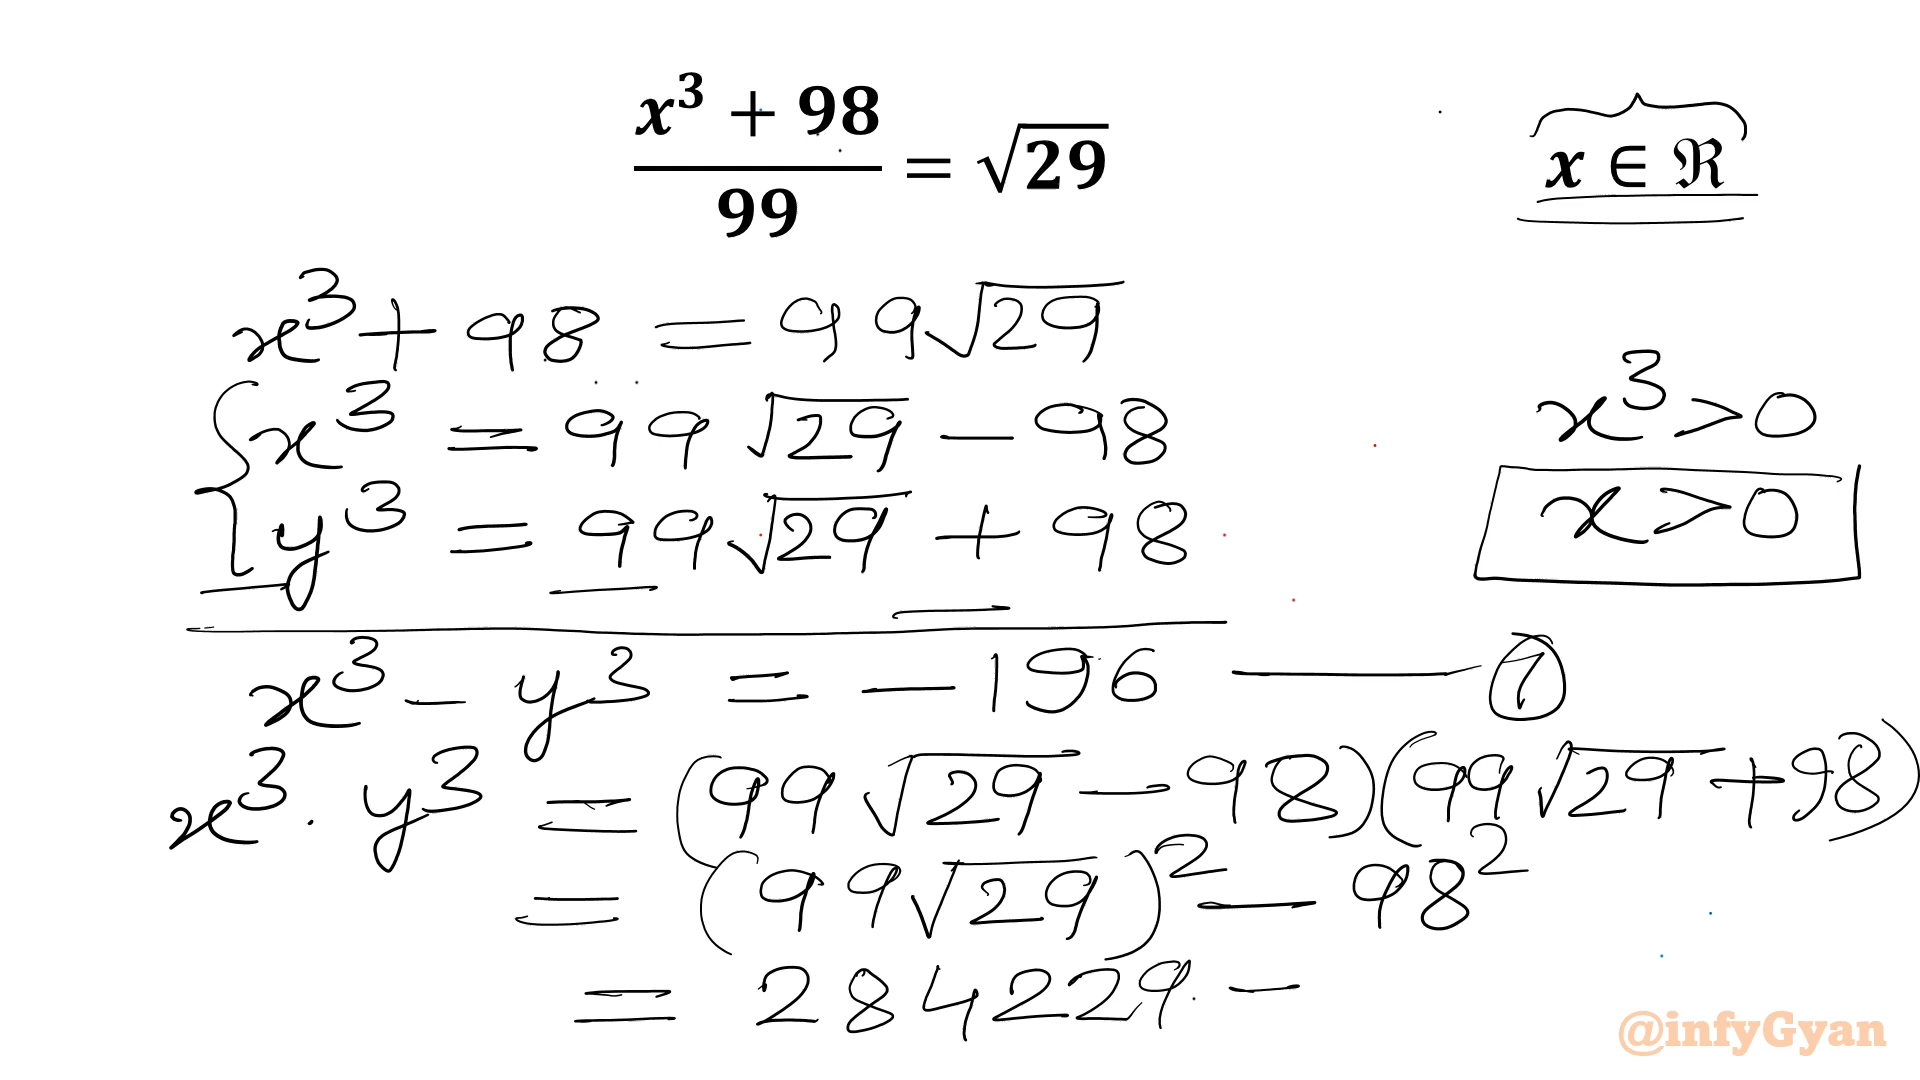 x³ + 98 / 99 = √29
x ∈ ℜ
x³ + 98 = 99√29
x³ = 99√29 − 98
x³ > 0
y³ = 99√29 + 98
x > 0
x³ − y³ = −196 — ①
x³ · y³ = (99√29 − 98)(99√29 + 98)
= (99√29)² − 98²
= 284229 −
@infyGyan